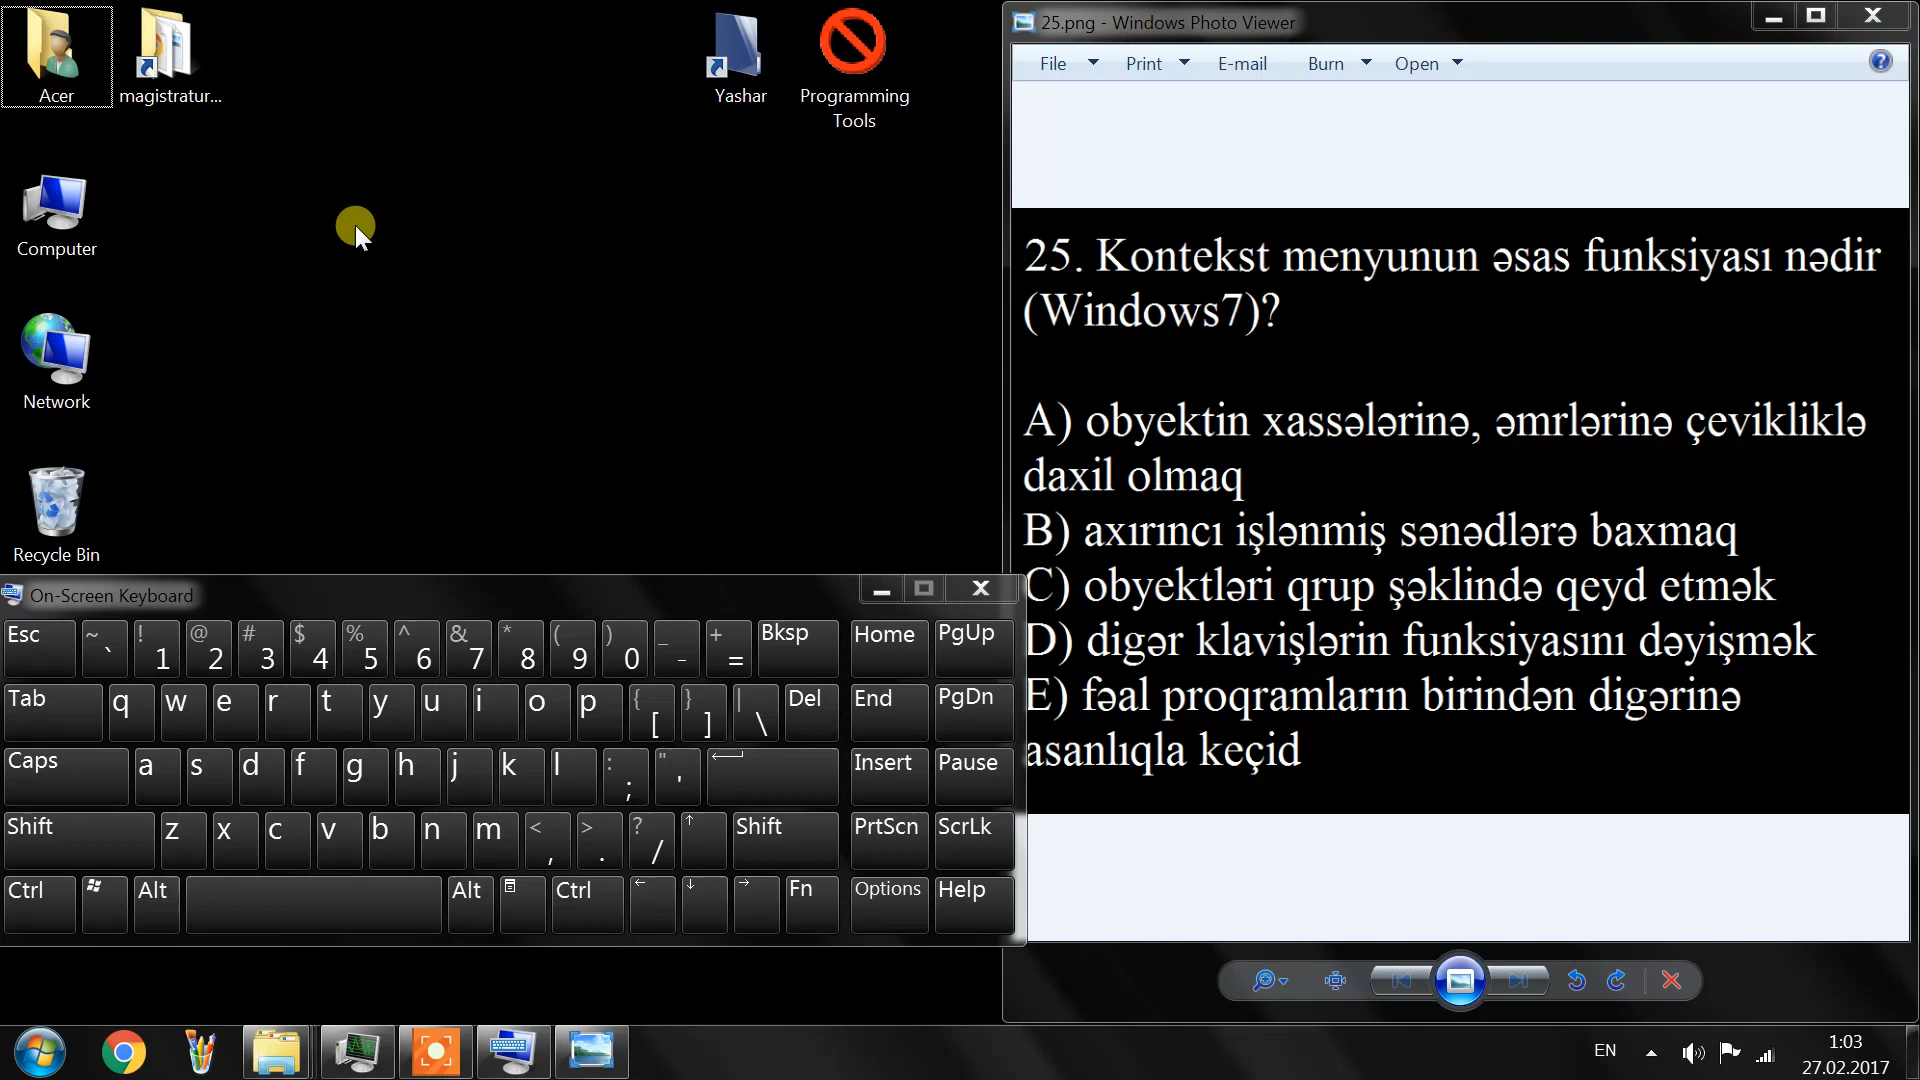 Acer
magistratur...
Yashar
Programming
Tools
Computer
Network
Recycle Bin
25.png - Windows Photo Viewer
File Print E-mail Burn Open
25. Kontekst menyunun əsas funksiyası nədir
(Windows7)?
A) obyektin xassələrinə, əmrlərinə çevikliklə
daxil olmaq
B) axırıncı işlənmiş sənədlərə baxmaq
C) obyektləri qrup şəklində qeyd etmək
D) digər klavişlərin funksiyasını dəyişmək
E) fəal proqramların birindən digərinə
asanlıqla keçid
On-Screen Keyboard
Esc ~ ` ! 1 @ 2 # 3 $ 4 % 5 ^ 6 & 7 * 8 ( 9 ) 0 _ - + = Bksp Home PgUp
Tab q w e r t y u i o p { [ } ] | \ Del End PgDn
Caps a s d f g h j k l : ; " ' Insert Pause
Shift z x c v b n m < , > . ? / ↑ Shift PrtScn ScrLk
Ctrl Alt Alt Ctrl ← ↓ → Fn Options Help
EN
1:03
27.02.2017